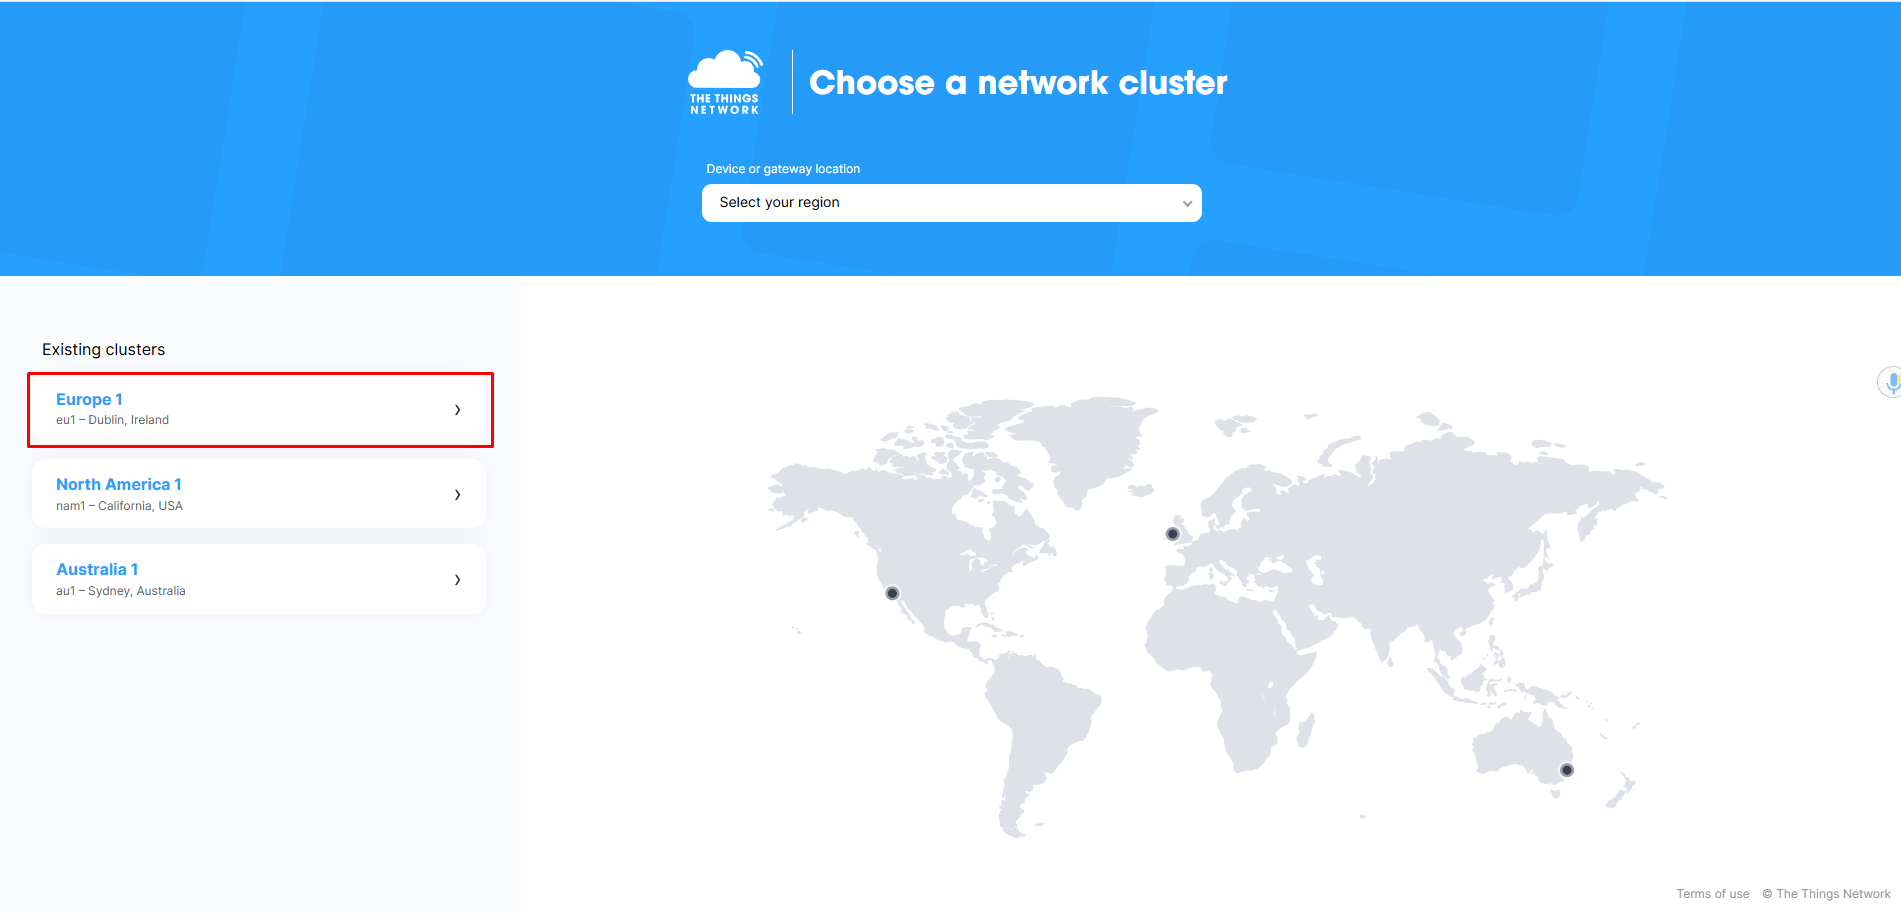 THE THINGS
NETWORK
Choose a network cluster
Device or gateway location
Select your region
Existing clusters
Europe 1
eu1 – Dublin, Ireland
North America 1
nam1 – California, USA
Australia 1
au1 – Sydney, Australia
Terms of use © The Things Network